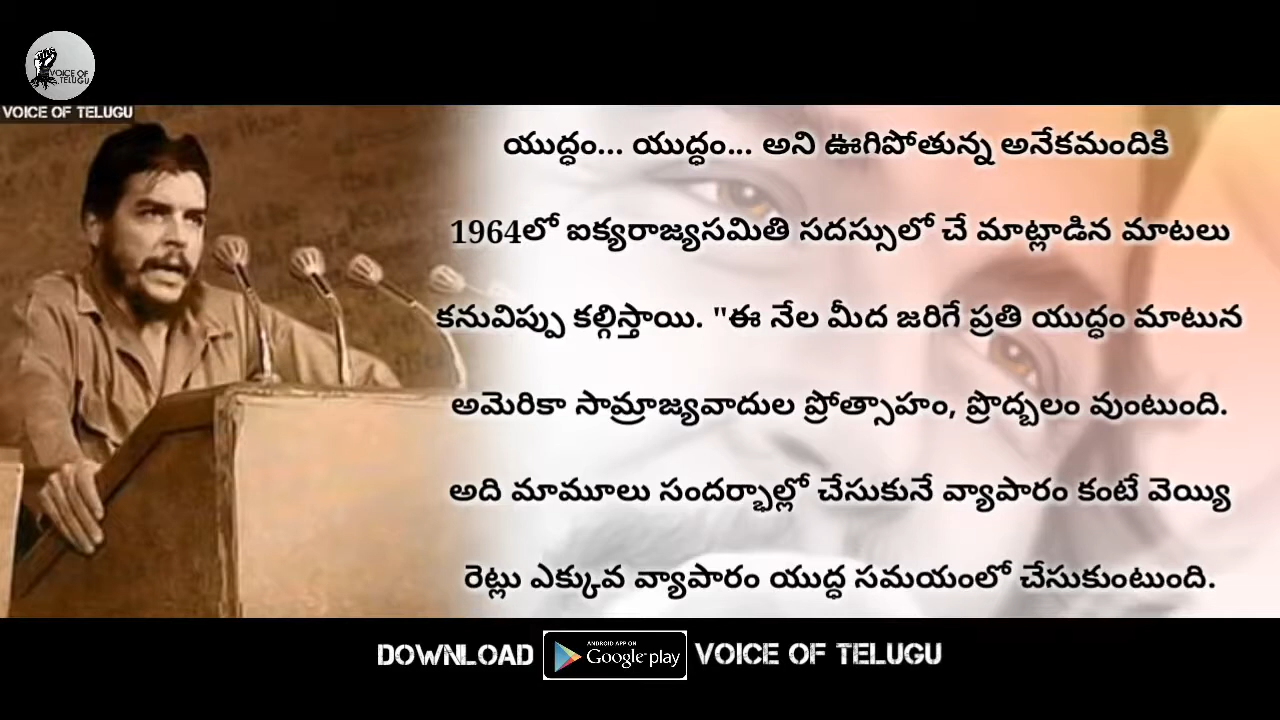 VOICE OF TELUGU
VOICE OF TELUGU
యుద్ధం... యుద్ధం... అని ఊగిపోతున్న అనేకమందికి
1964లో ఐక్యరాజ్యసమితి సదస్సులో చే మాట్లాడిన మాటలు
కనువిప్పు కల్గిస్తాయి. "ఈ నేల మీద జరిగే ప్రతి యుద్ధం మాటున
అమెరికా సామ్రాజ్యవాదుల ప్రోత్సాహం, ప్రొద్బలం వుంటుంది.
అది మామూలు సందర్భాల్లో చేసుకునే వ్యాపారం కంటే వెయ్యి
రెట్లు ఎక్కువ వ్యాపారం యుద్ధ సమయంలో చేసుకుంటుంది.
DOWNLOAD ANDROID APP ON Google play VOICE OF TELUGU